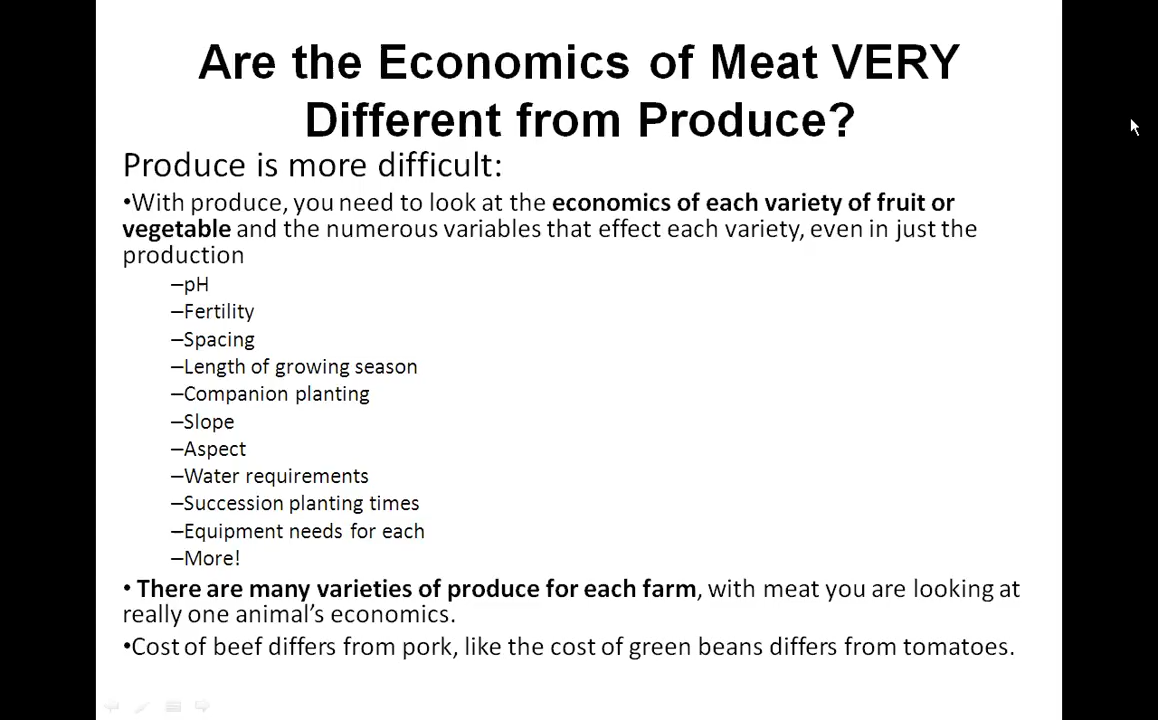 Are the Economics of Meat VERY
Different from Produce?
Produce is more difficult:
•With produce, you need to look at the economics of each variety of fruit or
vegetable and the numerous variables that effect each variety, even in just the
production
–pH
–Fertility
–Spacing
–Length of growing season
–Companion planting
–Slope
–Aspect
–Water requirements
–Succession planting times
–Equipment needs for each
–More!
• There are many varieties of produce for each farm, with meat you are looking at
really one animal’s economics.
•Cost of beef differs from pork, like the cost of green beans differs from tomatoes.